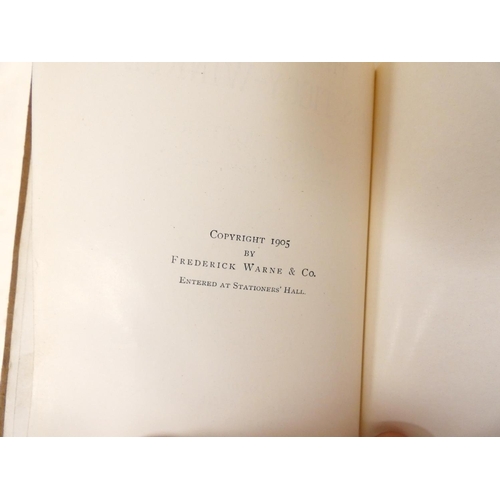 Copyright 1905
by
Frederick Warne & Co.
Entered at Stationers' Hall.